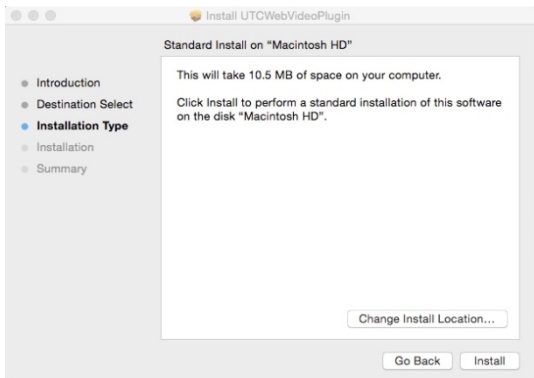 Install UTCWebVideoPlugin
Standard Install on “Macintosh HD”
Introduction
Destination Select
Installation Type
Installation
Summary
This will take 10.5 MB of space on your computer.
Click Install to perform a standard installation of this software
on the disk “Macintosh HD”.
Change Install Location...
Go Back
Install